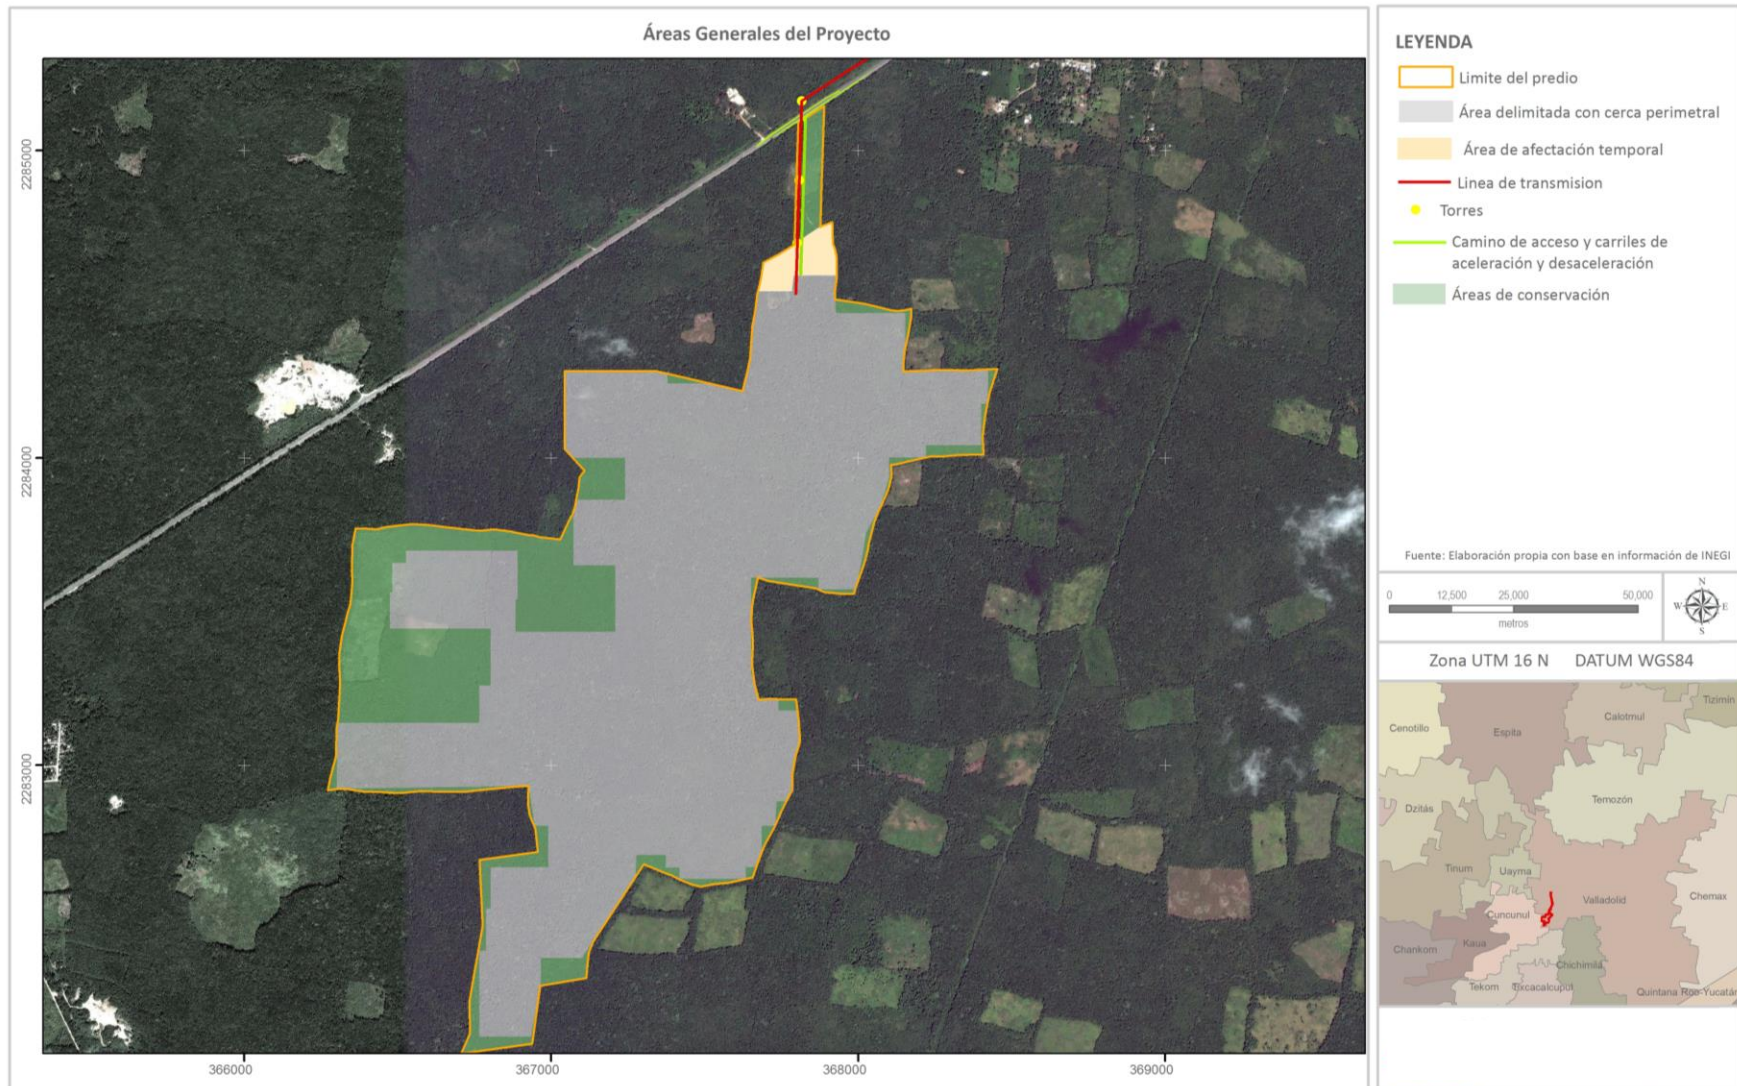 Áreas Generales del Proyecto
2285000
2284000
2283000
366000
367000
368000
369000
LEYENDA
Limite del predio
Área delimitada con cerca perimetral
Área de afectación temporal
Linea de transmision
Torres
Camino de acceso y carriles de
aceleración y desaceleración
Áreas de conservación
Fuente: Elaboración propia con base en información de INEGI
0 12,500 25,000 50,000
metros
N
W E
S
Zona UTM 16 N DATUM WGS84
Tizimín
Cenotillo
Espita
Calotmul
Dzitás
Temozón
Tinum
Uayma
Valladolid
Chemax
Cuncunul
Kaua
Chankom
Chichimilá
Tekom
Txcacalcupul
Quintana Roo-Yucatán